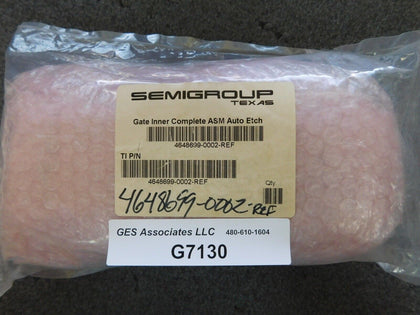 SEMIGROUP
TEXAS
Gate Inner Complete ASM Auto Etch
4648699-0002-REF
TI P/N
4648699-0002-REF
Qty
4648699-0002-REF
GES Associates LLC 480-610-1604
G7130